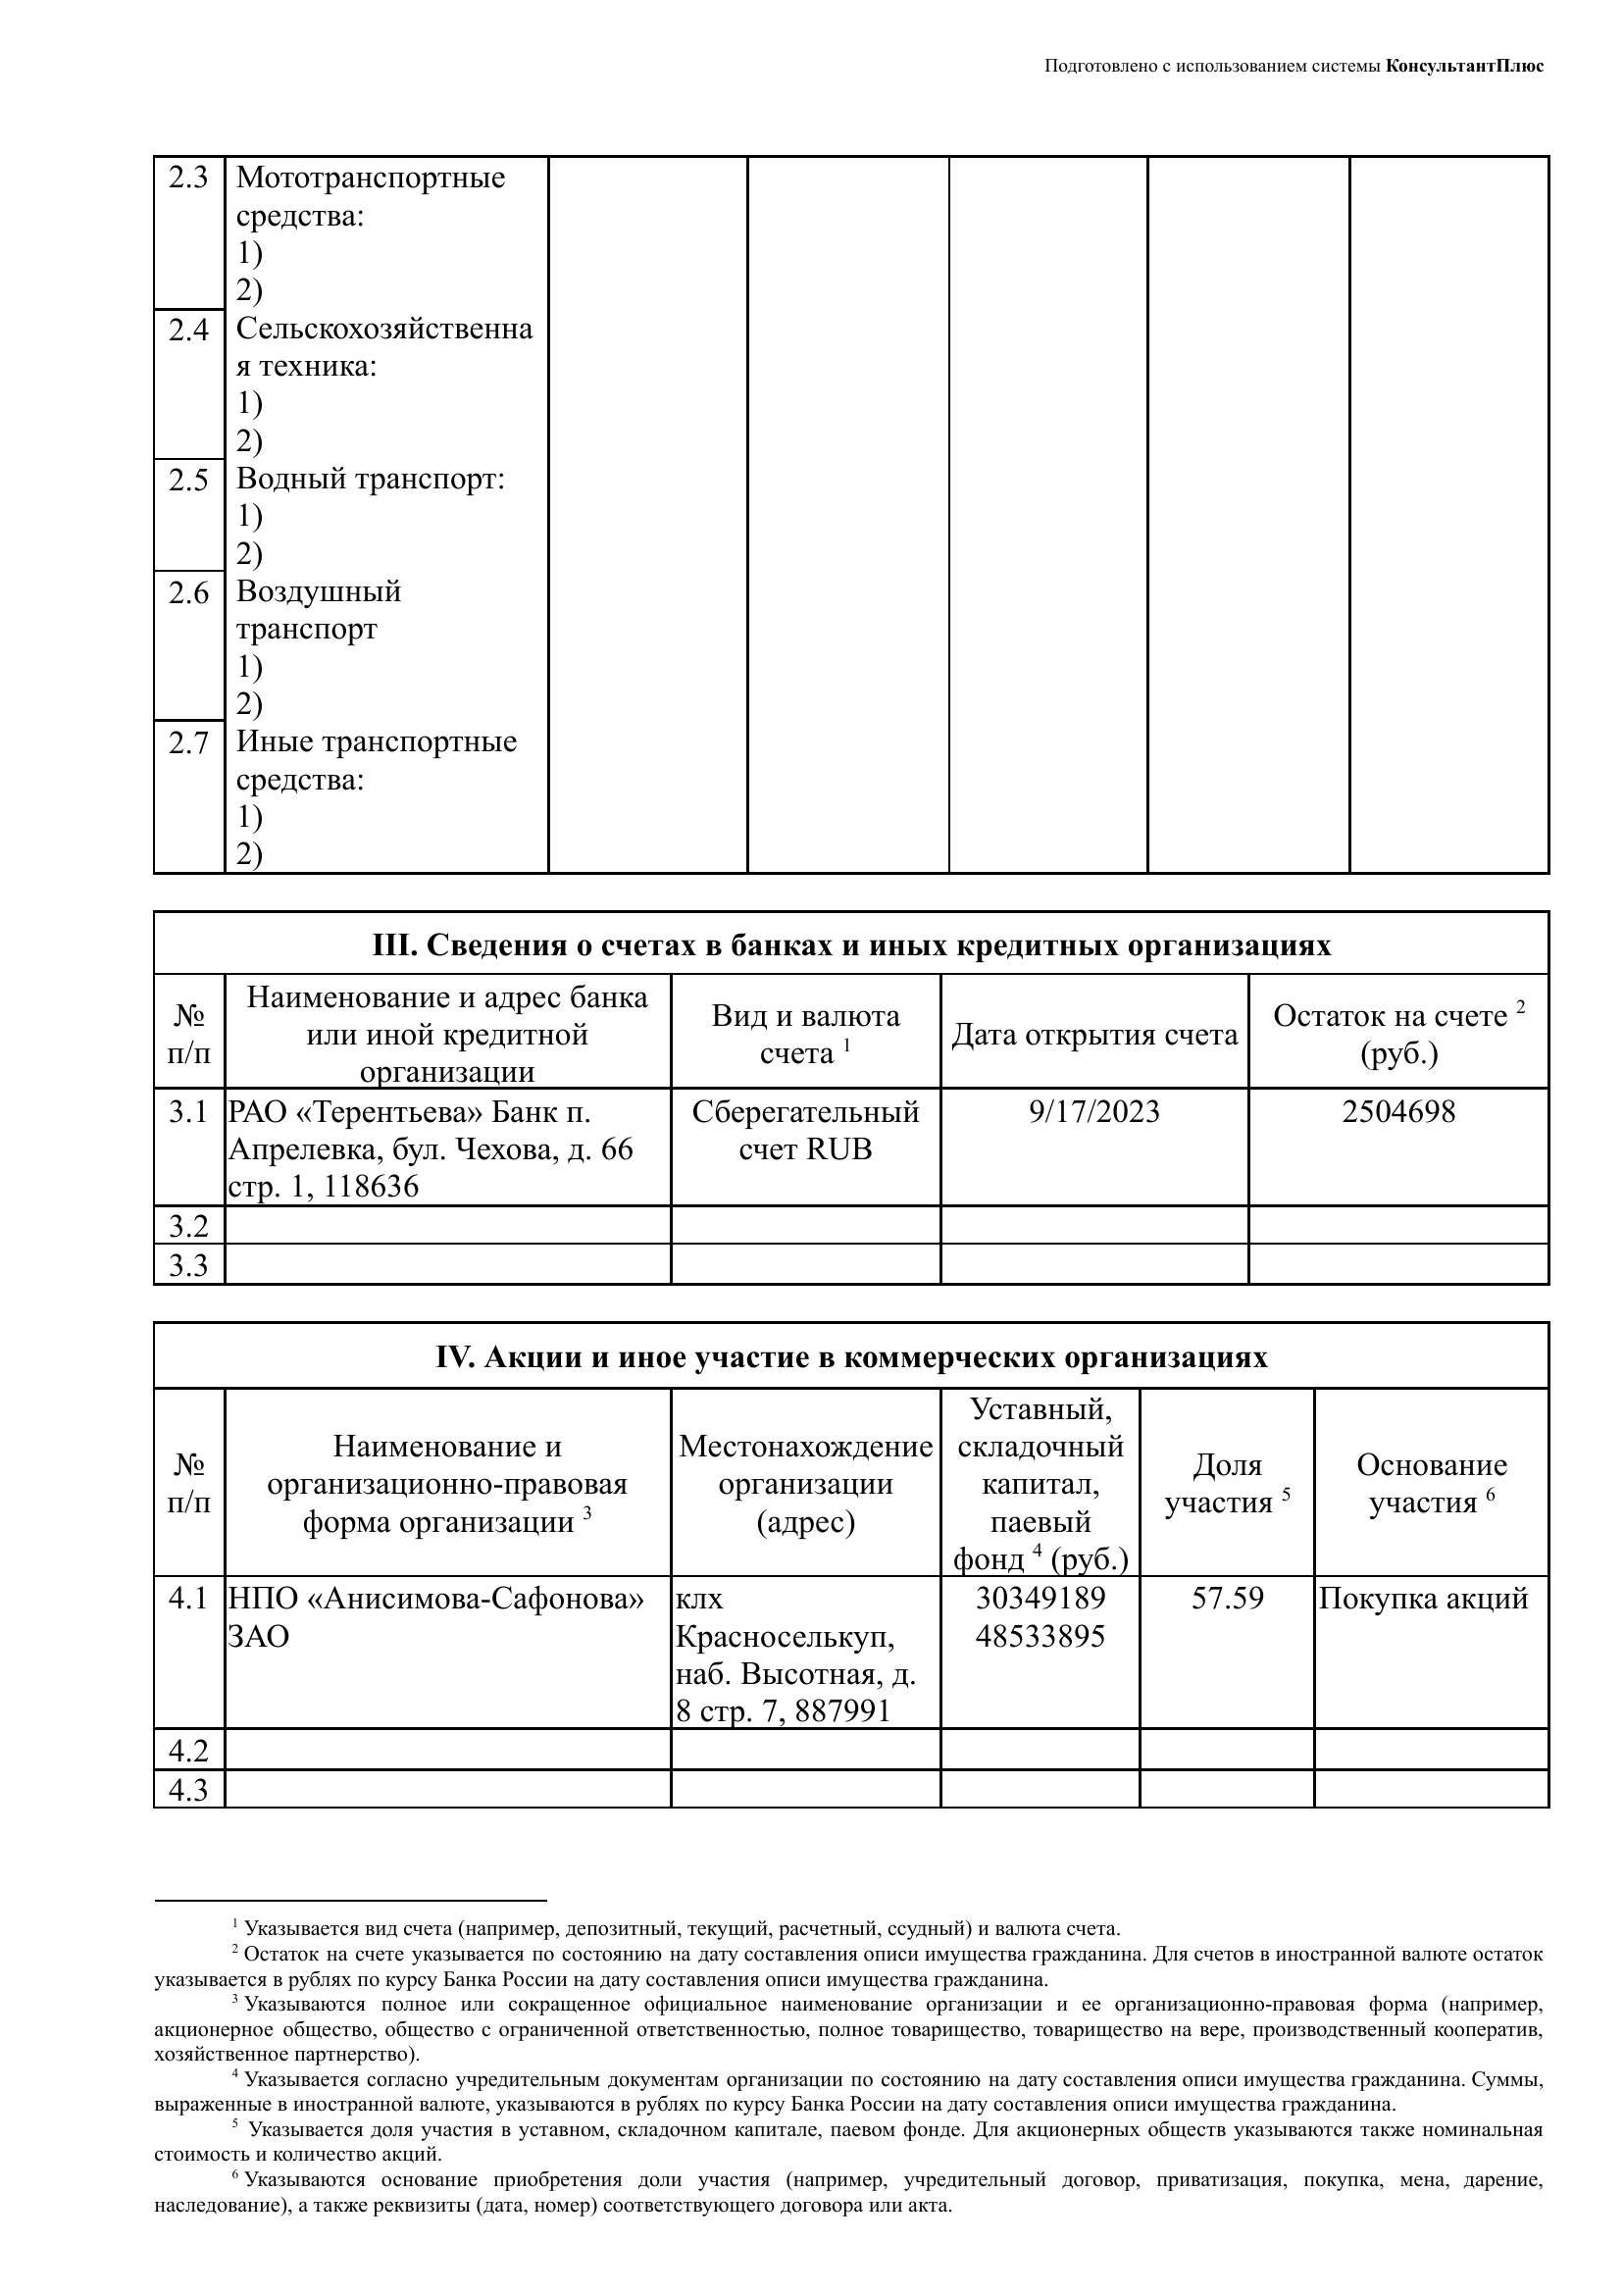 Подготовлено с использованием системы КонсультантПлюс
2.3 Мототранспортные
средства:
1)
2)
2.4 Сельскохозяйственна
я техника:
1)
2)
2.5 Водный транспорт:
1)
2)
2.6 Воздушный
транспорт
1)
2)
2.7 Иные транспортные
средства:
1)
2)
III. Сведения о счетах в банках и иных кредитных организациях
№
п/п
Наименование и адрес банка
или иной кредитной
организации
Вид и валюта
счета 1
Дата открытия счета
Остаток на счете 2
(руб.)
3.1
РАО «Терентьева» Банк п.
Апрелевка, бул. Чехова, д. 66
стр. 1, 118636
Сберегательный
счет RUB
9/17/2023
2504698
3.2
3.3
IV. Акции и иное участие в коммерческих организациях
№
п/п
Наименование и
организационно-правовая
форма организации 3
Местонахождение
организации
(адрес)
Уставный,
складочный
капитал,
паевый
фонд 4 (руб.)
Доля
участия 5
Основание
участия 6
4.1
НПО «Анисимова-Сафонова»
ЗАО
клх
Красноселькуп,
наб. Высотная, д.
8 стр. 7, 887991
30349189
48533895
57.59
Покупка акций
4.2
4.3
1 Указывается вид счета (например, депозитный, текущий, расчетный, ссудный) и валюта счета.
2 Остаток на счете указывается по состоянию на дату составления описи имущества гражданина. Для счетов в иностранной валюте остаток
указывается в рублях по курсу Банка России на дату составления описи имущества гражданина.
3 Указываются полное или сокращенное официальное наименование организации и ее организационно-правовая форма (например,
акционерное общество, общество с ограниченной ответственностью, полное товарищество, товарищество на вере, производственный кооператив,
хозяйственное партнерство).
4 Указывается согласно учредительным документам организации по состоянию на дату составления описи имущества гражданина. Суммы,
выраженные в иностранной валюте, указываются в рублях по курсу Банка России на дату составления описи имущества гражданина.
5 Указывается доля участия в уставном, складочном капитале, паевом фонде. Для акционерных обществ указываются также номинальная
стоимость и количество акций.
6 Указываются основание приобретения доли участия (например, учредительный договор, приватизация, покупка, мена, дарение,
наследование), а также реквизиты (дата, номер) соответствующего договора или акта.